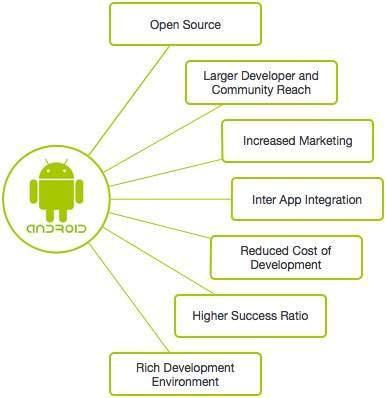 Open Source
Larger Developer and
Community Reach
Increased Marketing
Inter App Integration
ANDROID
Reduced Cost of
Development
Higher Success Ratio
Rich Development
Environment